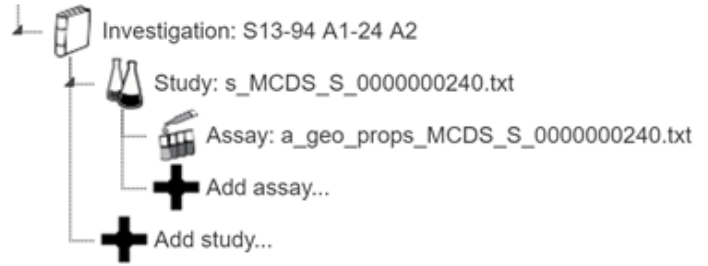 Investigation: S13-94 A1-24 A2
Study: s_MCDS_S_0000000240.txt
Assay: a_geo_props_MCDS_S_0000000240.txt
Add assay...
Add study...